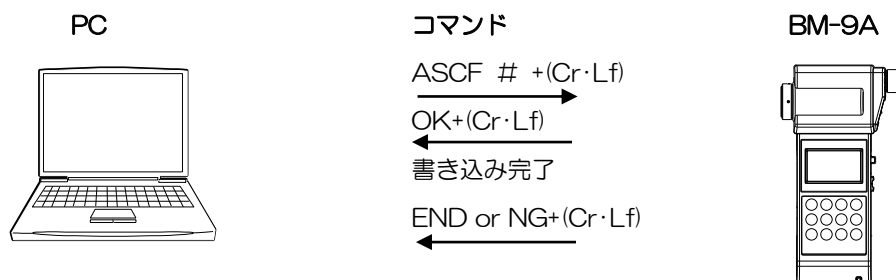 PC
コマンド
BM-9A
ASCF # +(Cr･Lf)
OK+(Cr･Lf)
書き込み完了
END or NG+(Cr･Lf)